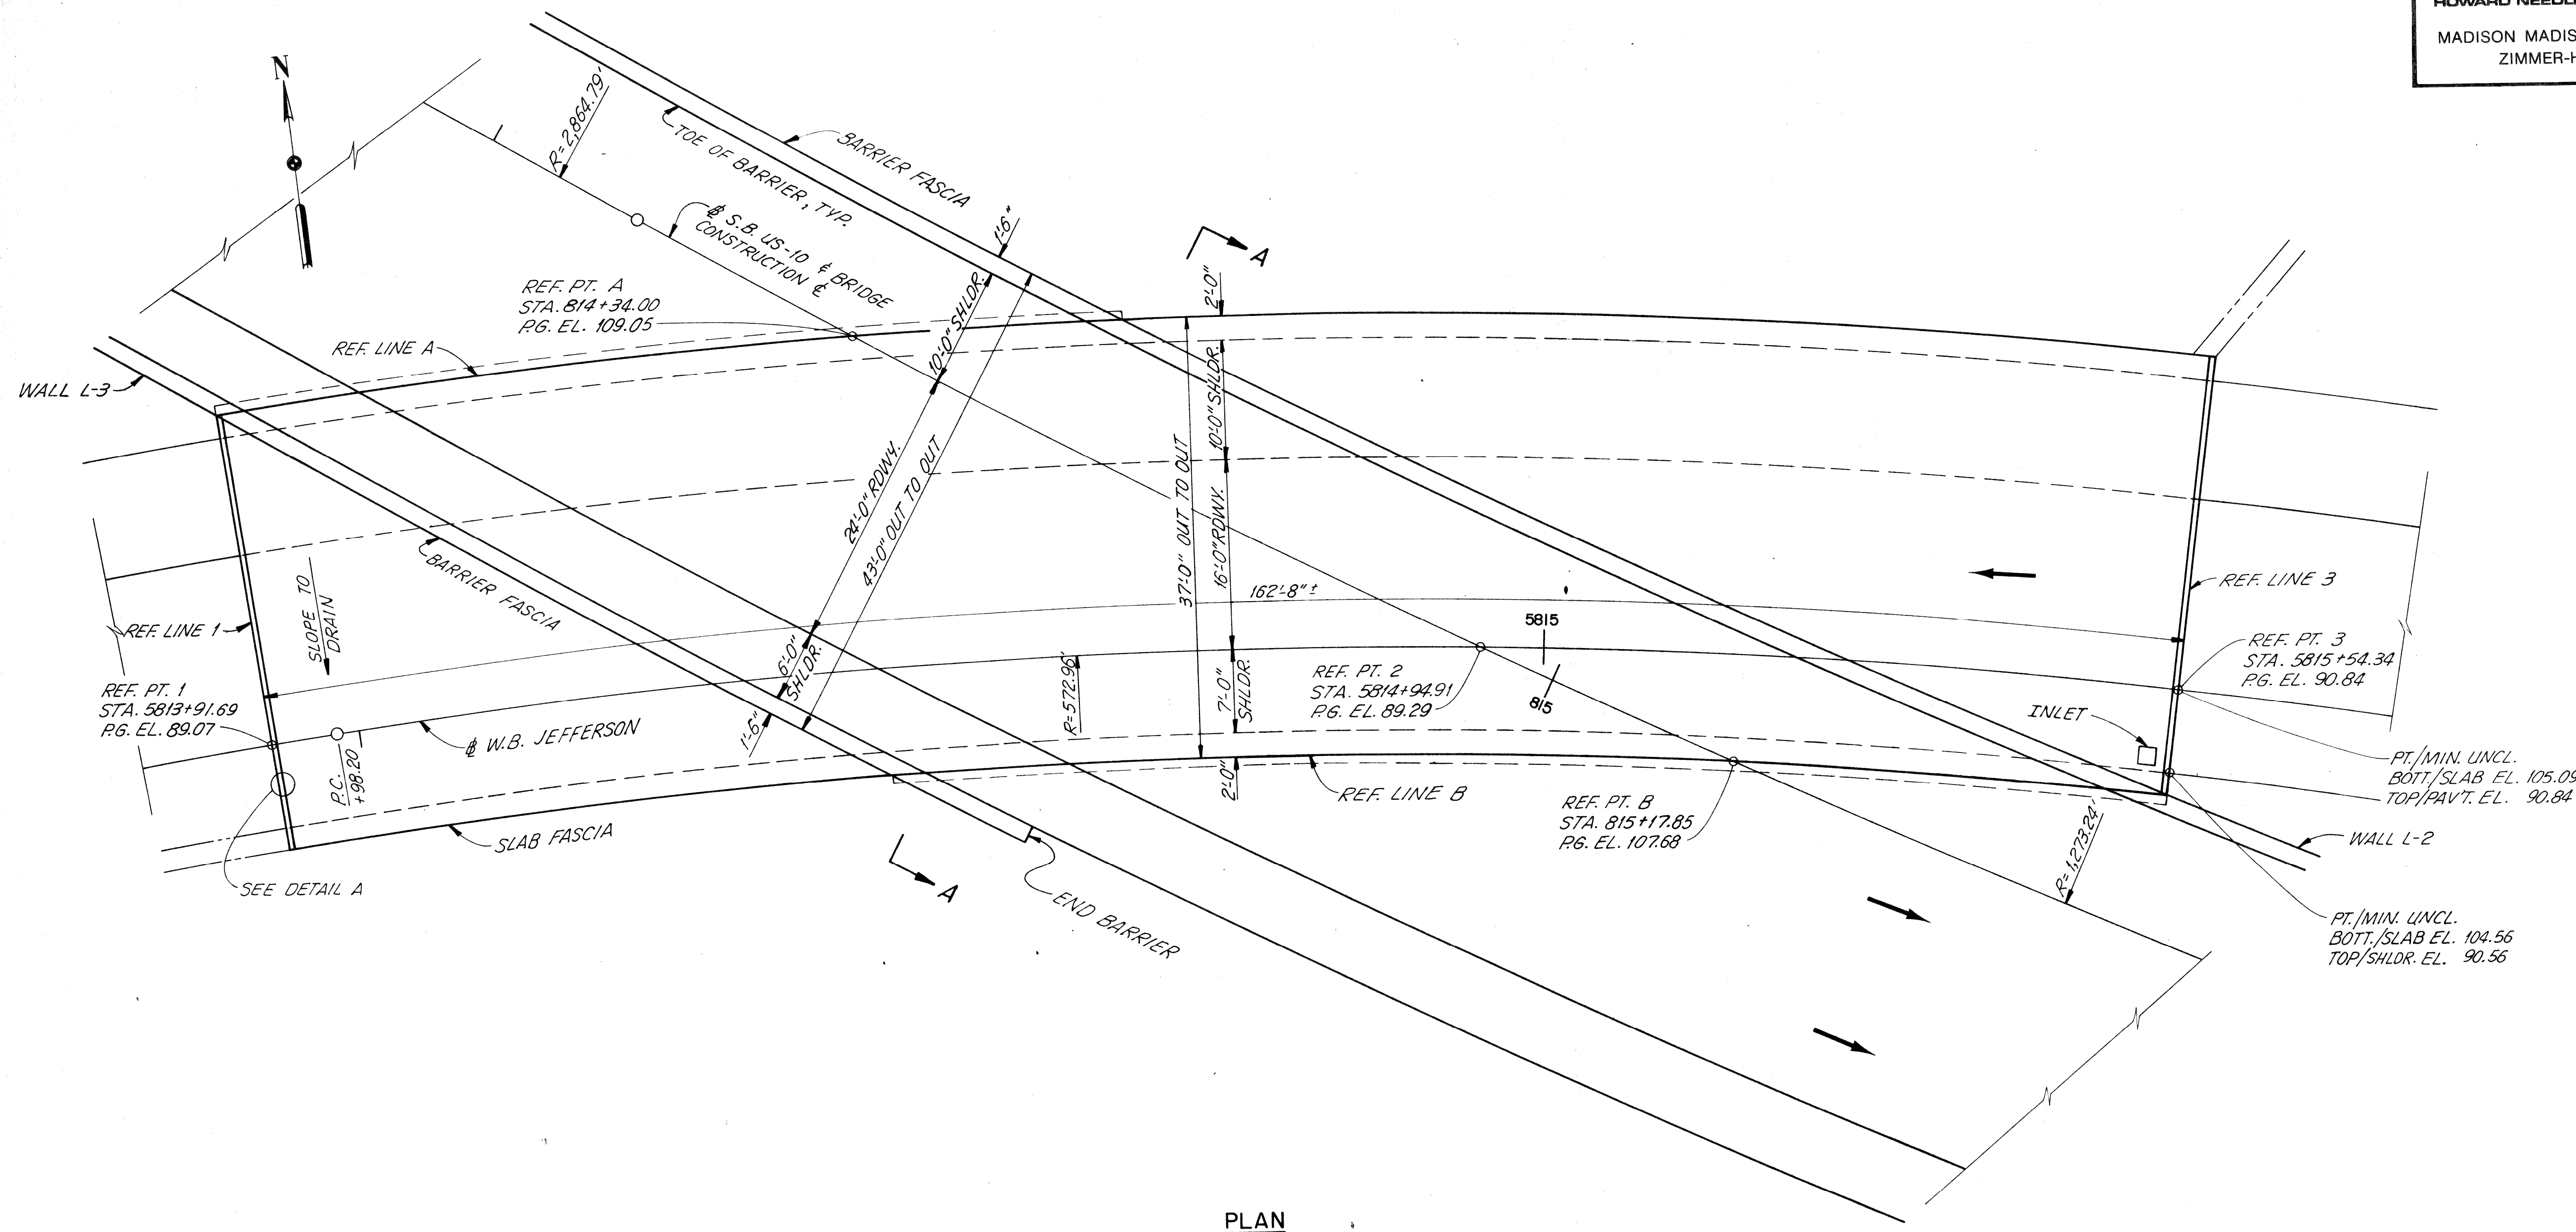 HOWARD NEEDL
MADISON MADIS
ZIMMER-H
N
R=2,864.79'
TOE OF BARRIER, TYP.
BARRIER FASCIA
℄ S.B. US-10 & BRIDGE
CONSTRUCTION ℄
1'-6"
A
2'-0"
REF. PT. A
STA. 814+34.00
P.G. EL. 109.05
10'-0" SHLDR.
REF. LINE A
WALL L-3
10'-0" SHLDR.
24'-0" RDWY.
43'-0" OUT TO OUT
37'-0" OUT TO OUT
16'-0" RDWY.
BARRIER FASCIA
SLOPE TO
DRAIN
REF. LINE 1
162'-8"±
REF. LINE 3
5815
815
6'-0"
SHLDR.
R=572.96'
7'-0"
SHLDR.
REF. PT. 2
STA. 5814+94.91
P.G. EL. 89.29
REF. PT. 3
STA. 5815+54.34
P.G. EL. 90.84
REF. PT. 1
STA. 5813+91.69
P.G. EL. 89.07
P.C.
+98.20
℄ W.B. JEFFERSON
1'-6"
INLET
PT./MIN. UNCL.
BOTT/SLAB EL. 105.09
TOP/PAV'T. EL. 90.84
2'-0"
REF. LINE B
REF. PT. B
STA. 815+17.85
P.G. EL. 107.68
R=1,273.24'
WALL L-2
SLAB FASCIA
SEE DETAIL A
A
END BARRIER
PT./MIN. UNCL.
BOTT./SLAB EL. 104.56
TOP/SHLDR. EL. 90.56
PLAN